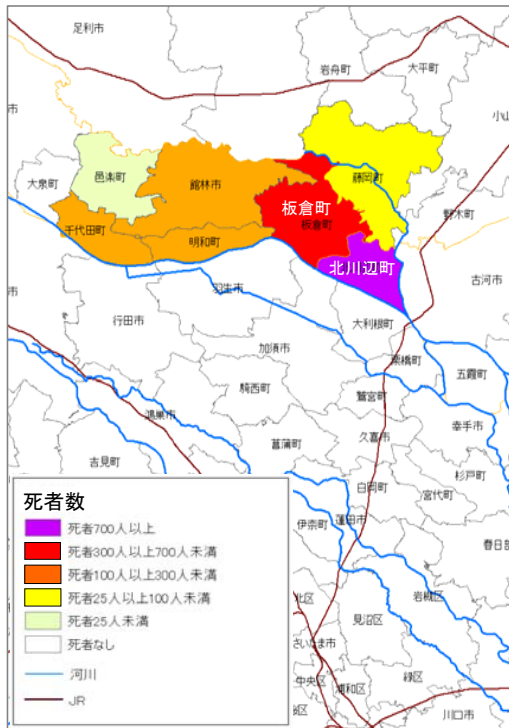 足利市
岩舟町
大平町
市
小山
邑楽町
大泉町
館林市
藤岡町
板倉町
板倉町
千代田町
明和町
野木町
北川辺町
古河市
市
羽生市
行田市
大利根町
加須市
栗橋町
五霞町
騎西町
鷲宮町
鴻巣市
幸手市
久喜市
菖蒲町
吉見町
杉戸町
白岡町
宮代町
蓮田市
伊奈町
春日部
岩槻区
北区
見沼区
さいたま市
中央区
緑区
浦和区
川口市
死者数
死者700人以上
死者300人以上700人未満
死者100人以上300人未満
死者25人以上100人未満
死者25人未満
死者なし
河川
JR